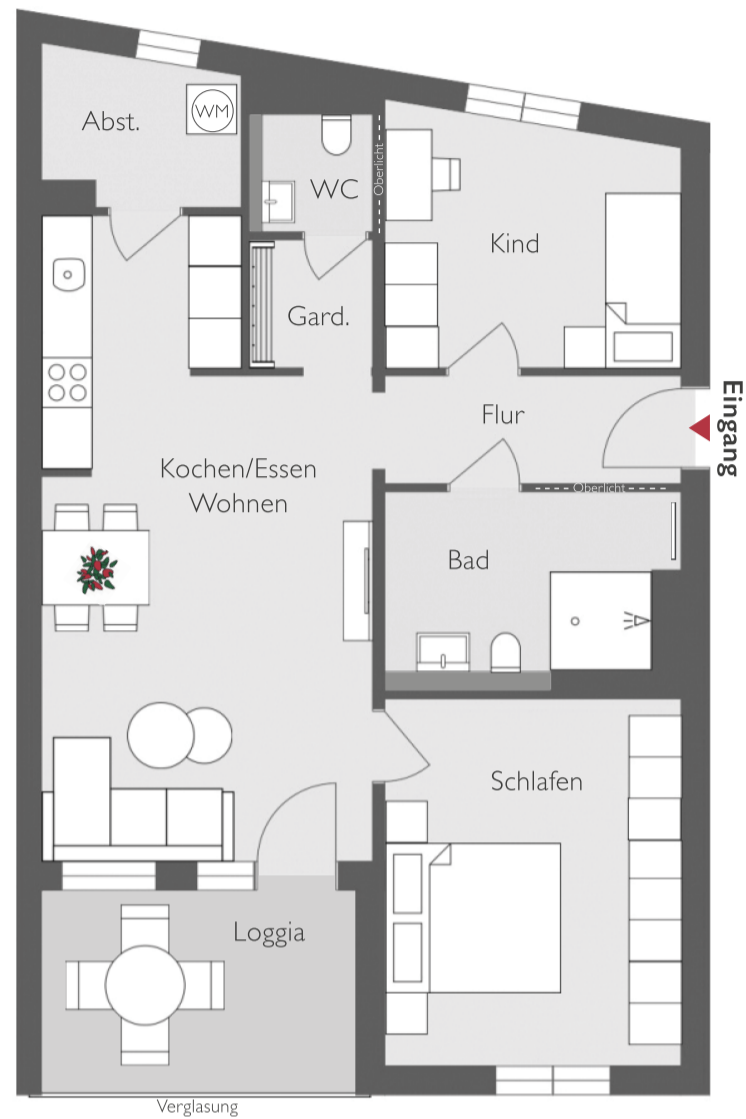 Abst.
WM
WC
Oberlicht
Kind
Gard.
Flur
Eingang
Kochen/Essen
Wohnen
Oberlicht
Bad
Schlafen
Loggia
Verglasung